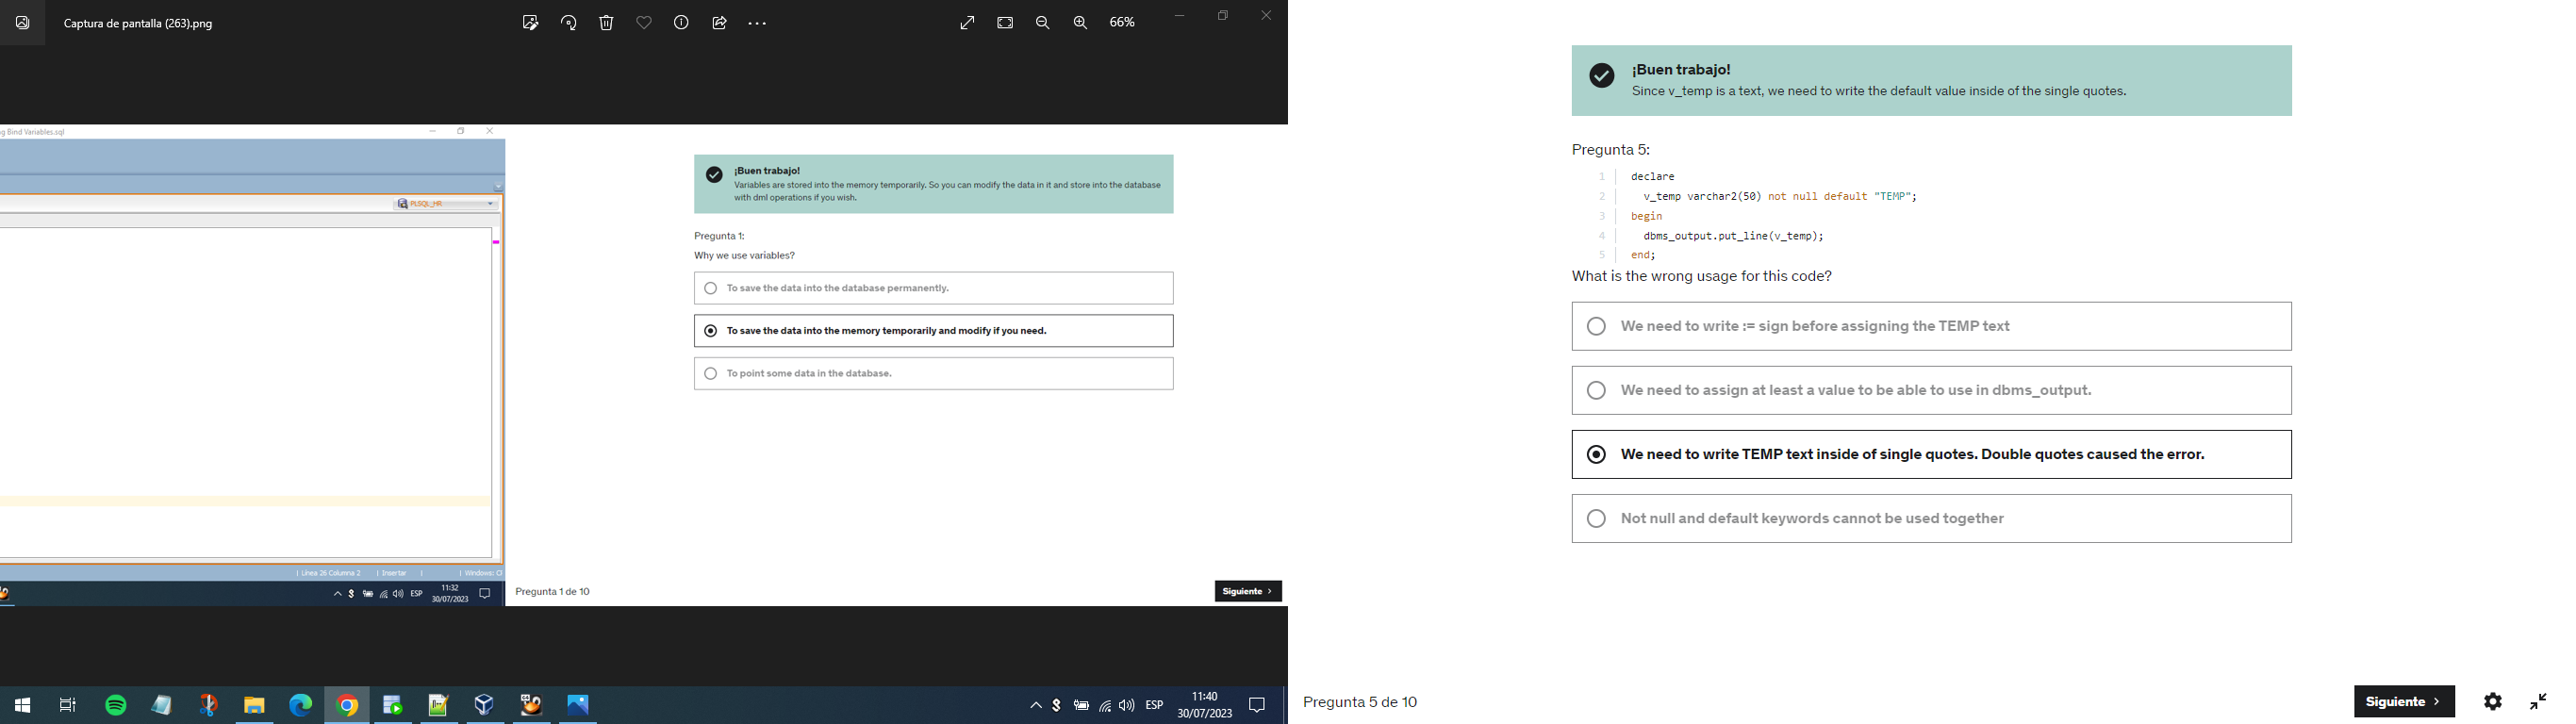 Captura de pantalla (263).png
66%
g Bind Variables.sql
PLSQL_HR
| Línea 26 Columna 2 | Insertar | | Windows: C
ESP
11:32
30/07/2023
¡Buen trabajo!
Variables are stored into the memory temporarily. So you can modify the data in it and store into the database
with dml operations if you wish.
Pregunta 1:
Why we use variables?
To save the data into the database permanently.
To save the data into the memory temporarily and modify if you need.
To point some data in the database.
Pregunta 1 de 10
Siguiente
ESP
11:40
30/07/2023
¡Buen trabajo!
Since v_temp is a text, we need to write the default value inside of the single quotes.
Pregunta 5:
1 declare
2 v_temp varchar2(50) not null default "TEMP";
3 begin
4 dbms_output.put_line(v_temp);
5 end;
What is the wrong usage for this code?
We need to write := sign before assigning the TEMP text
We need to assign at least a value to be able to use in dbms_output.
We need to write TEMP text inside of single quotes. Double quotes caused the error.
Not null and default keywords cannot be used together
Pregunta 5 de 10
Siguiente